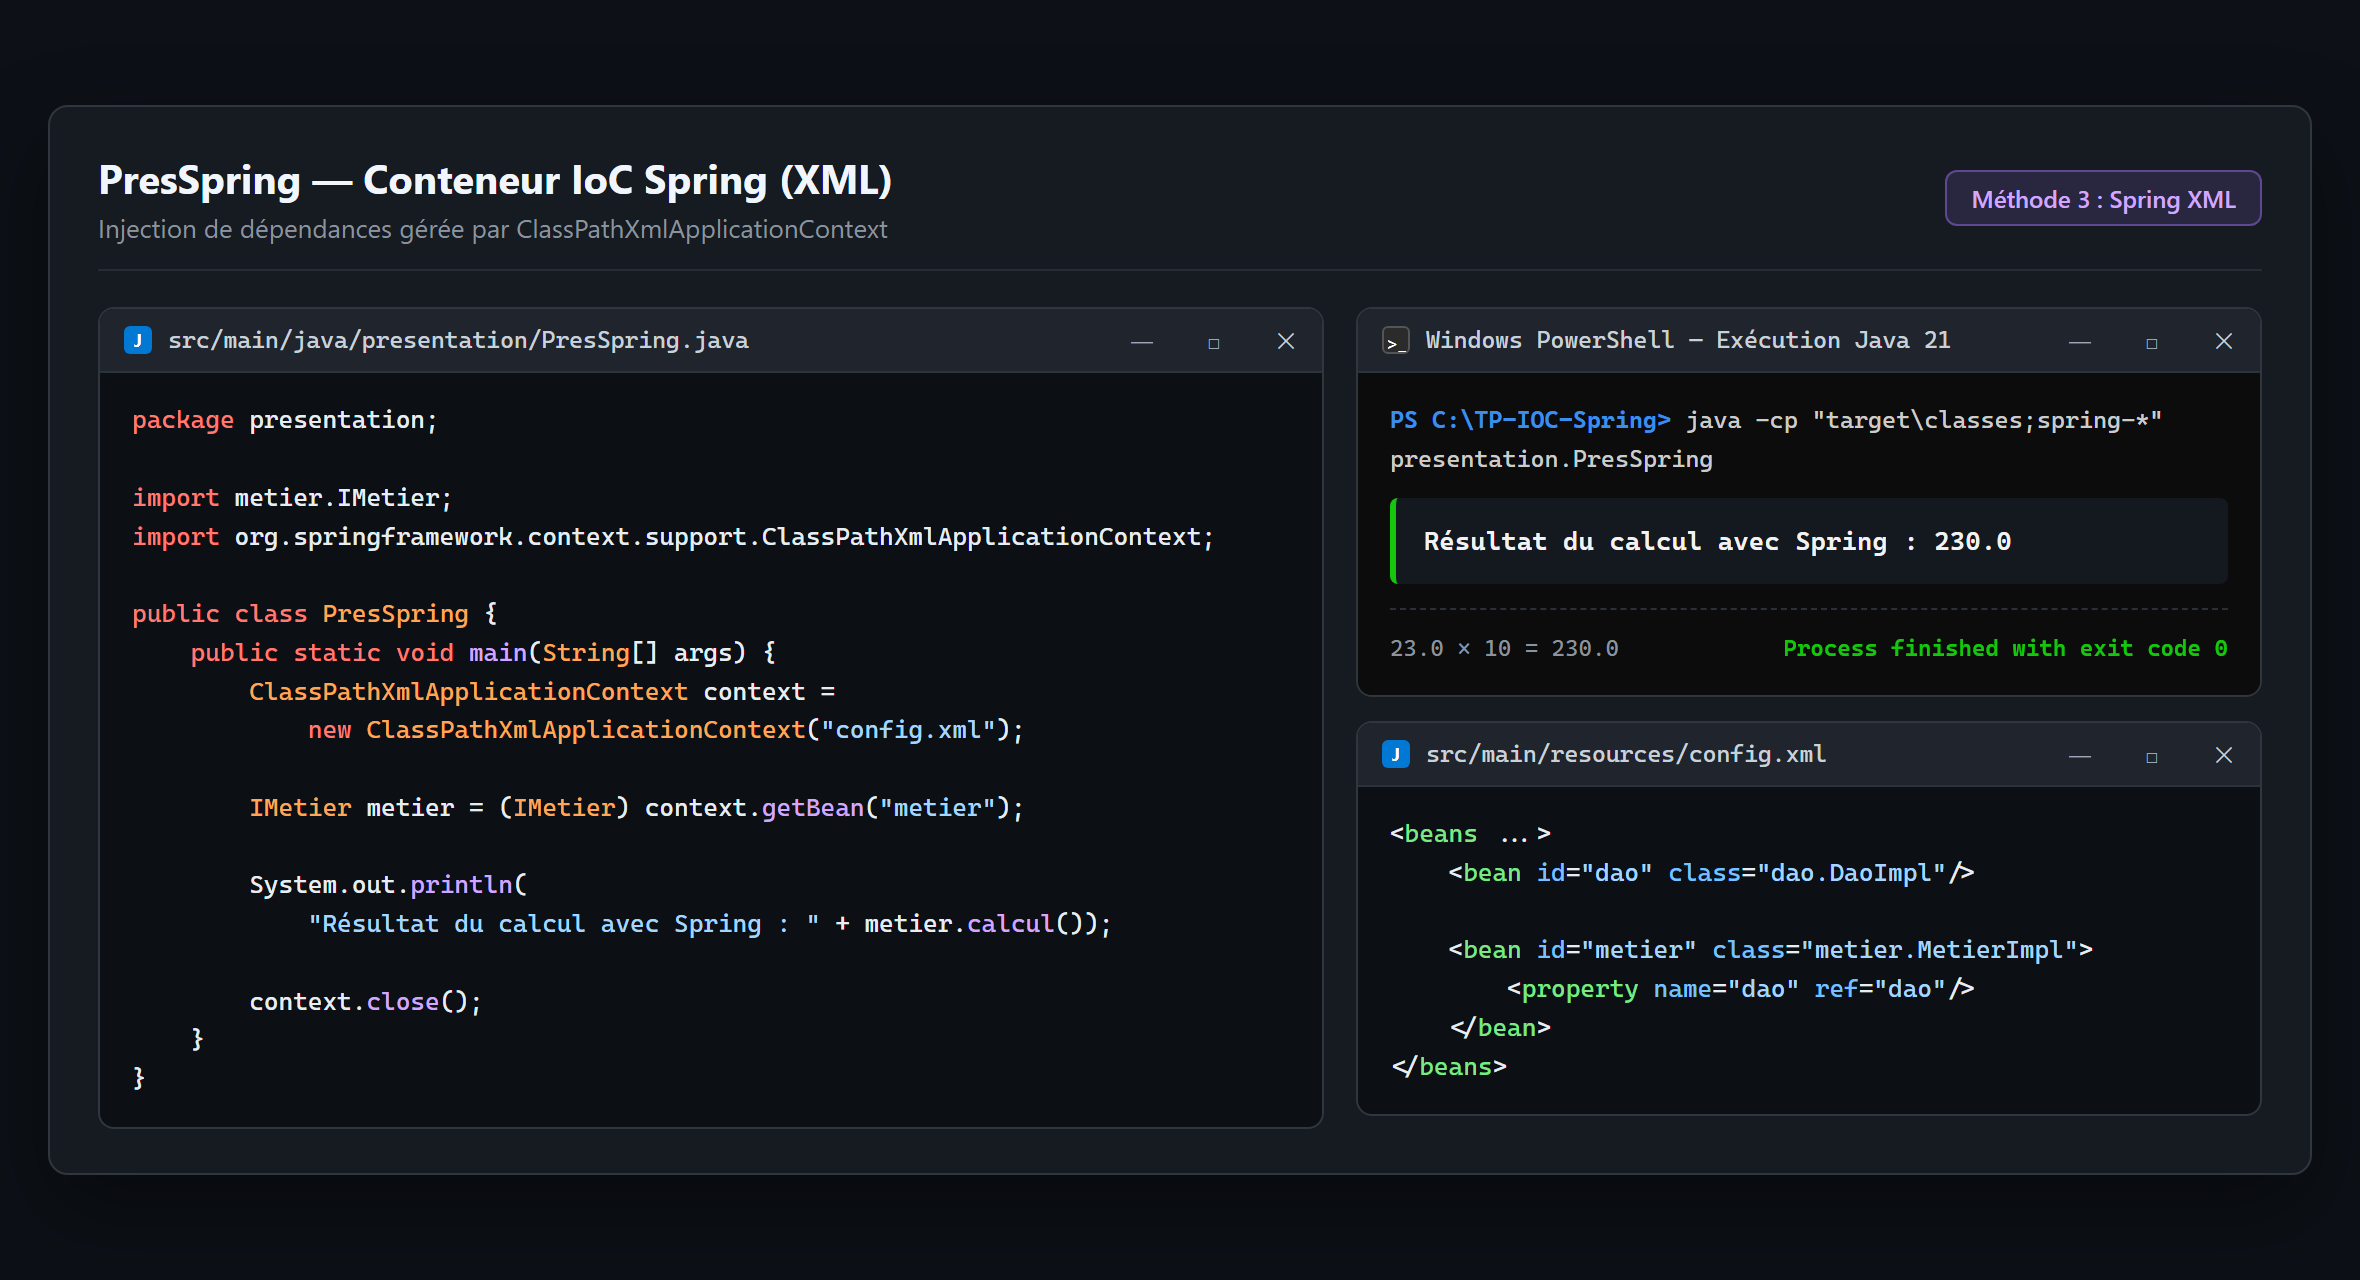 PresSpring — Conteneur IoC Spring (XML)
Injection de dépendances gérée par ClassPathXmlApplicationContext
Méthode 3 : Spring XML
J src/main/java/presentation/PresSpring.java
package presentation;
import metier.IMetier;
import org.springframework.context.support.ClassPathXmlApplicationContext;
public class PresSpring {
    public static void main(String[] args) {
        ClassPathXmlApplicationContext context =
            new ClassPathXmlApplicationContext("config.xml");
        IMetier metier = (IMetier) context.getBean("metier");
        System.out.println(
            "Résultat du calcul avec Spring : " + metier.calcul());
        context.close();
    }
}
>_ Windows PowerShell — Exécution Java 21
PS C:\TP-IOC-Spring> java -cp "target\classes;spring-*"
presentation.PresSpring
Résultat du calcul avec Spring : 230.0
23.0 × 10 = 230.0
Process finished with exit code 0
J src/main/resources/config.xml
<beans ...>
    <bean id="dao" class="dao.DaoImpl"/>
    <bean id="metier" class="metier.MetierImpl">
        <property name="dao" ref="dao"/>
    </bean>
</beans>